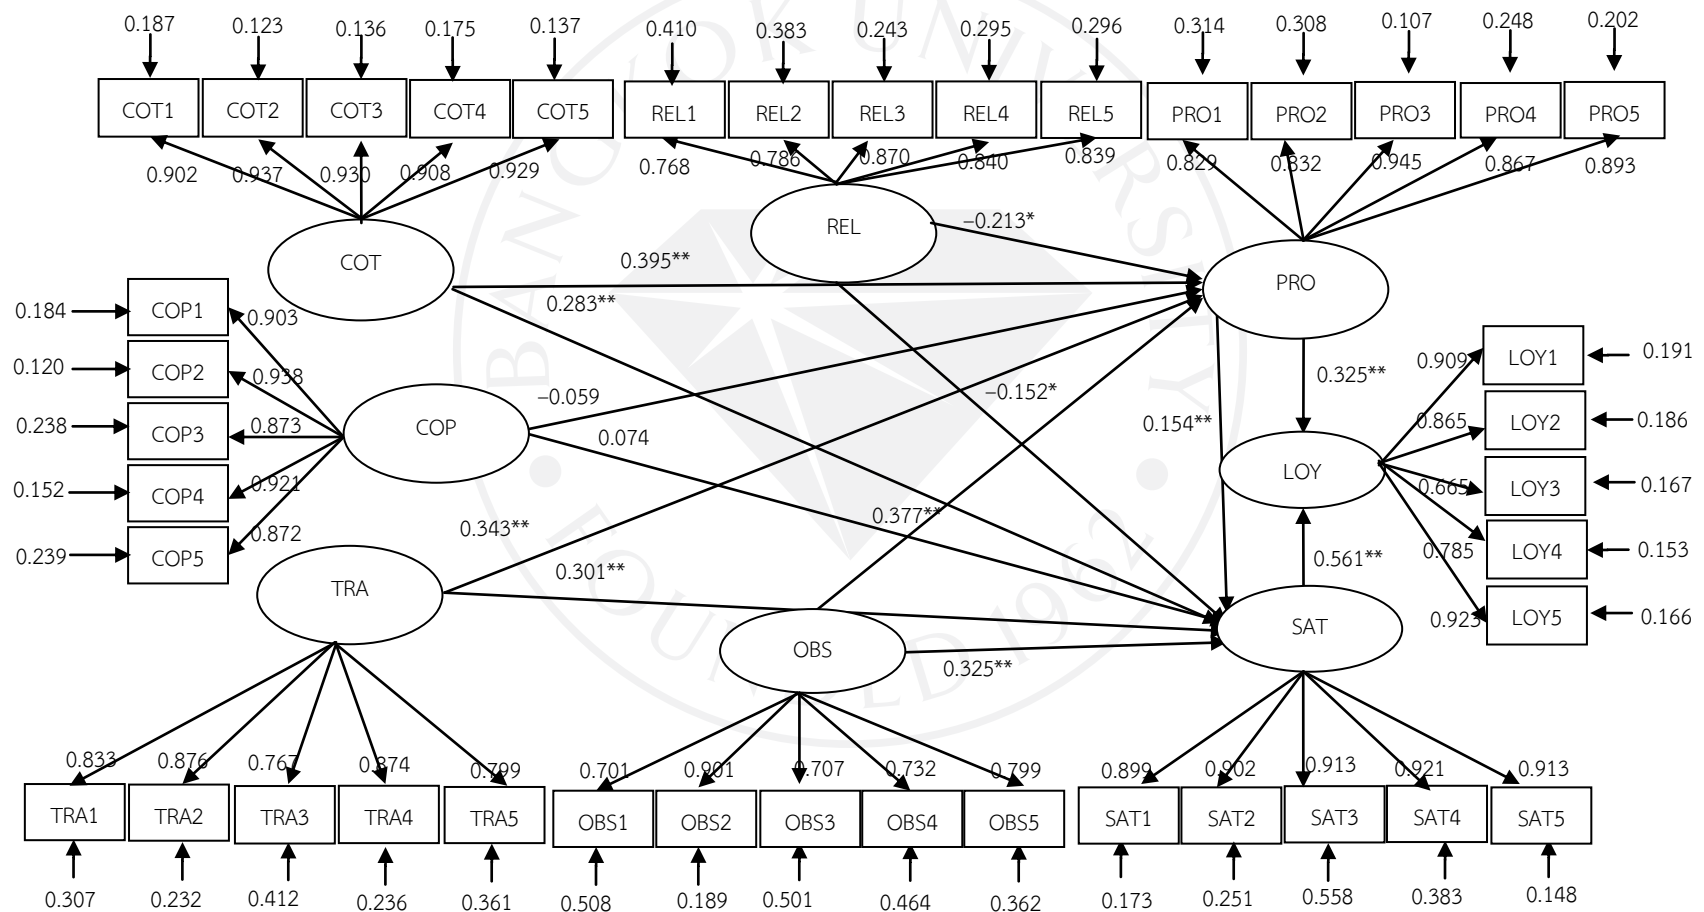 0.187 0.123 0.136 0.175 0.137 0.410 0.383 0.243 0.295 0.296 0.314 0.308 0.107 0.248 0.202
COT1 COT2 COT3 COT4 COT5 REL1 REL2 REL3 REL4 REL5 PRO1 PRO2 PRO3 PRO4 PRO5
0.902 0.937 0.930 0.908 0.929 0.768 0.786 0.870 0.840 0.839 0.829 0.832 0.945 0.867 0.893
COT REL PRO
−0.213*
0.395**
0.283**
0.184 COP1 0.903
0.120 COP2 0.938
0.238 COP3 0.873
0.152 COP4 0.921
0.239 COP5 0.872
COP
−0.059
0.074
−0.152*
0.325**
0.154**
0.909 LOY1 0.191
0.865 LOY2 0.186
0.665 LOY3 0.167
0.785 LOY4 0.153
0.923 LOY5 0.166
LOY
0.377**
0.343**
0.301**
0.561**
TRA OBS SAT
0.325**
0.833 0.876 0.767 0.874 0.799 0.701 0.901 0.707 0.732 0.799 0.899 0.902 0.913 0.921 0.913
TRA1 TRA2 TRA3 TRA4 TRA5 OBS1 OBS2 OBS3 OBS4 OBS5 SAT1 SAT2 SAT3 SAT4 SAT5
0.307 0.232 0.412 0.236 0.361 0.508 0.189 0.501 0.464 0.362 0.173 0.251 0.558 0.383 0.148
BANGKOK UNIVERSITY
FOUNDED 1962